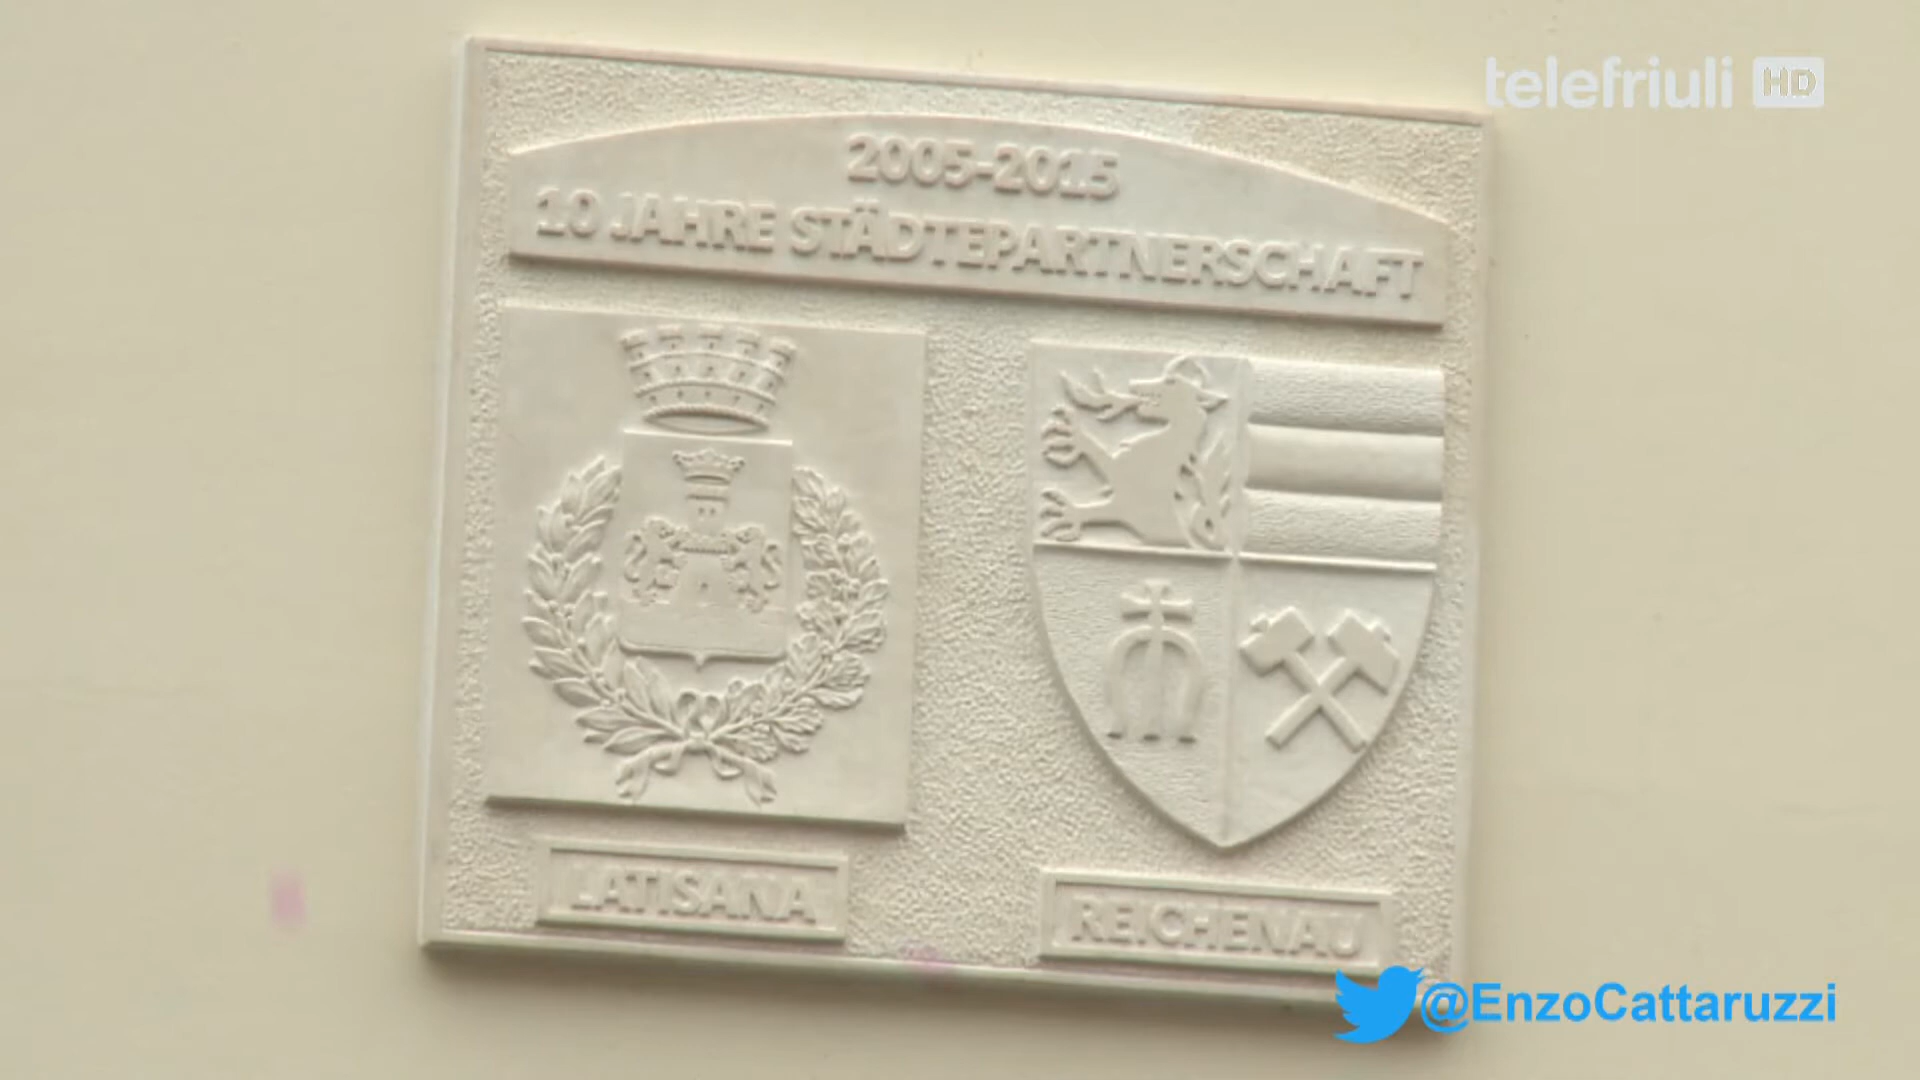 telefriuli HD
2005-2015
10 JAHRE STÄDTEPARTNERSCHAFT
LATISANA
REICHENAU
@EnzoCattaruzzi